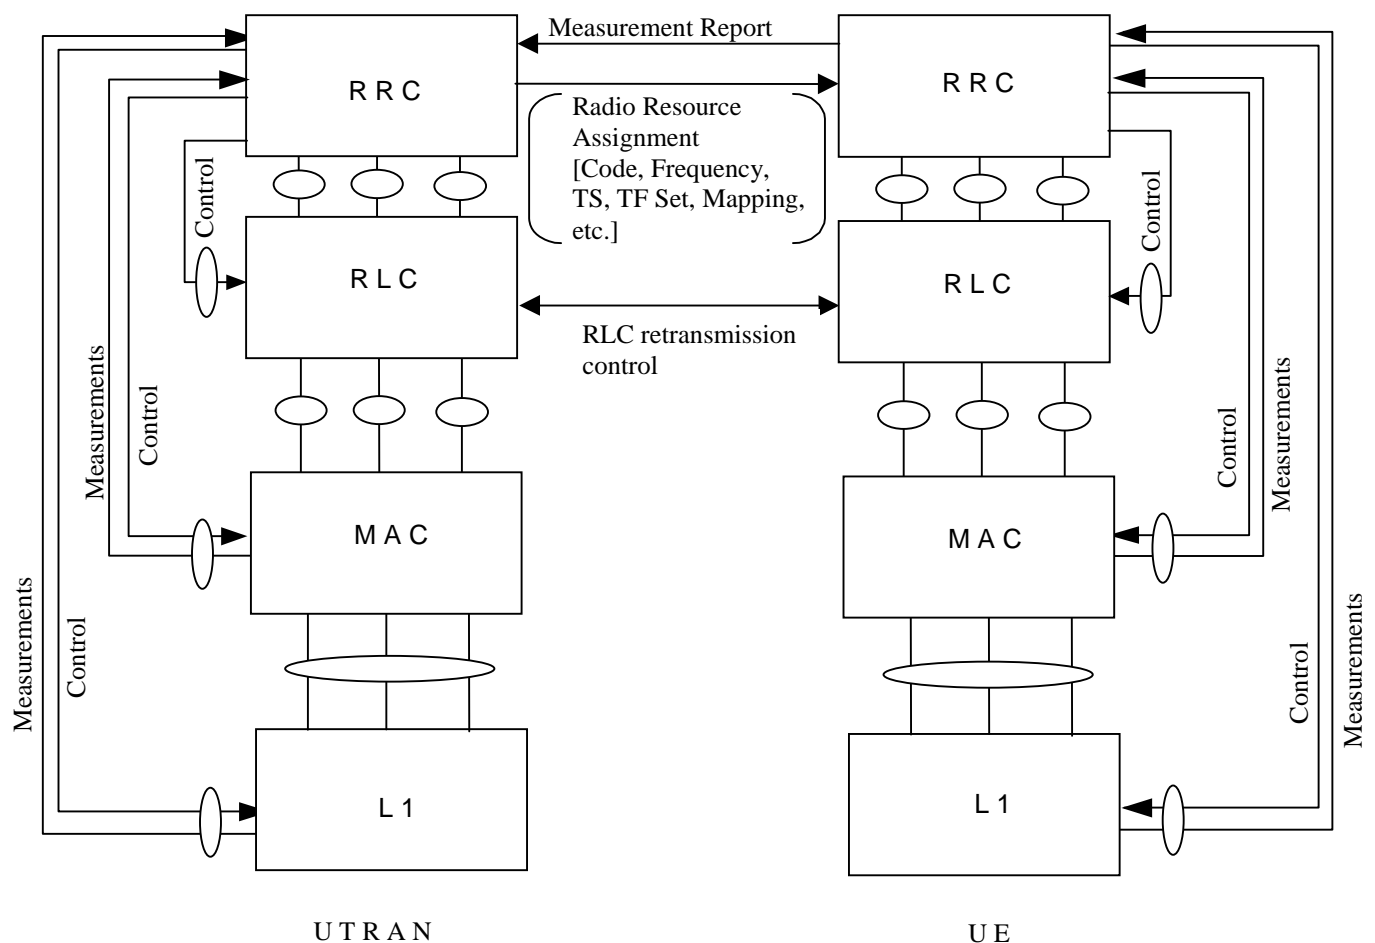 Measurement Report
R R C
R R C
Radio Resource
Assignment
[Code, Frequency,
TS, TF Set, Mapping,
etc.]
Control
Control
R L C
R L C
RLC retransmission
control
Measurements
Control
Control
Measurements
M A C
M A C
Measurements
Control
Control
Measurements
L 1
L 1
U T R A N
U E